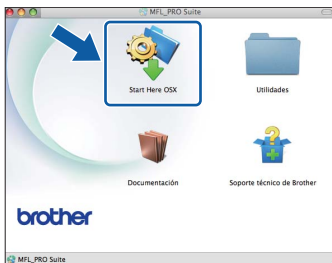 MFL_PRO Suite
Start Here OSX
Utilidades
Documentación
Soporte técnico de Brother
brother
MFL_PRO Suite